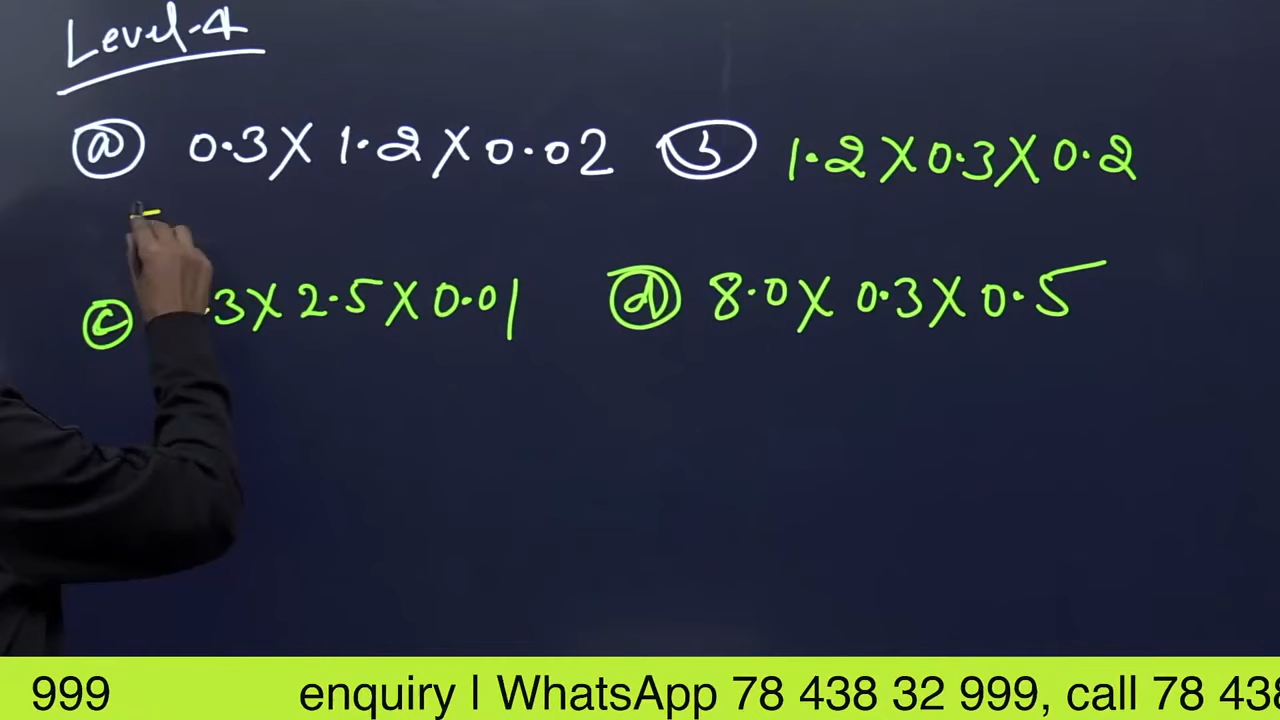 Level-4
(a) 0.3 X 1.2 X 0.02 (b) 1.2 X 0.3 X 0.2
(c) .3 X 2.5 X 0.01 (d) 8.0 X 0.3 X 0.5
999 enquiry | WhatsApp 78 438 32 999, call 78 438